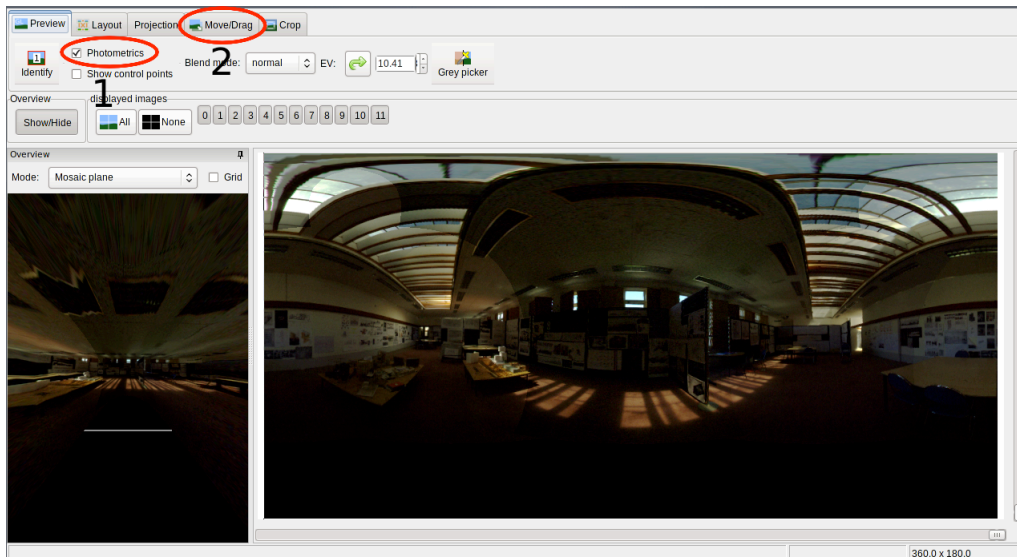 Preview Layout Projection Move/Drag Crop
Identify
Photometrics
Show control points
Blend mode: normal EV: 10.41
Grey picker
1
2
Overview displayed images
Show/Hide All None 0 1 2 3 4 5 6 7 8 9 10 11
Overview
Mode: Mosaic plane Grid
360.0 x 180.0